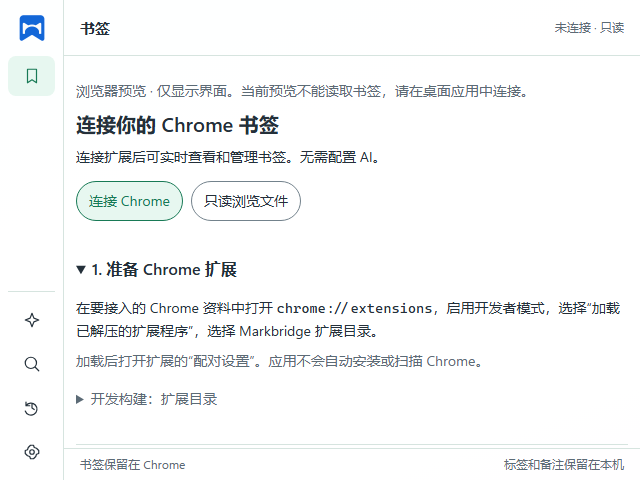 书签
未连接 · 只读
浏览器预览 · 仅显示界面。当前预览不能读取书签，请在桌面应用中连接。
连接你的 Chrome 书签
连接扩展后可实时查看和管理书签。无需配置 AI。
连接 Chrome
只读浏览文件
▼ 1. 准备 Chrome 扩展
在要接入的 Chrome 资料中打开 chrome://extensions，启用开发者模式，选择“加载
已解压的扩展程序”，选择 Markbridge 扩展目录。
加载后打开扩展的“配对设置”。应用不会自动安装或扫描 Chrome。
▶ 开发构建：扩展目录
书签保留在 Chrome
标签和备注保留在本机